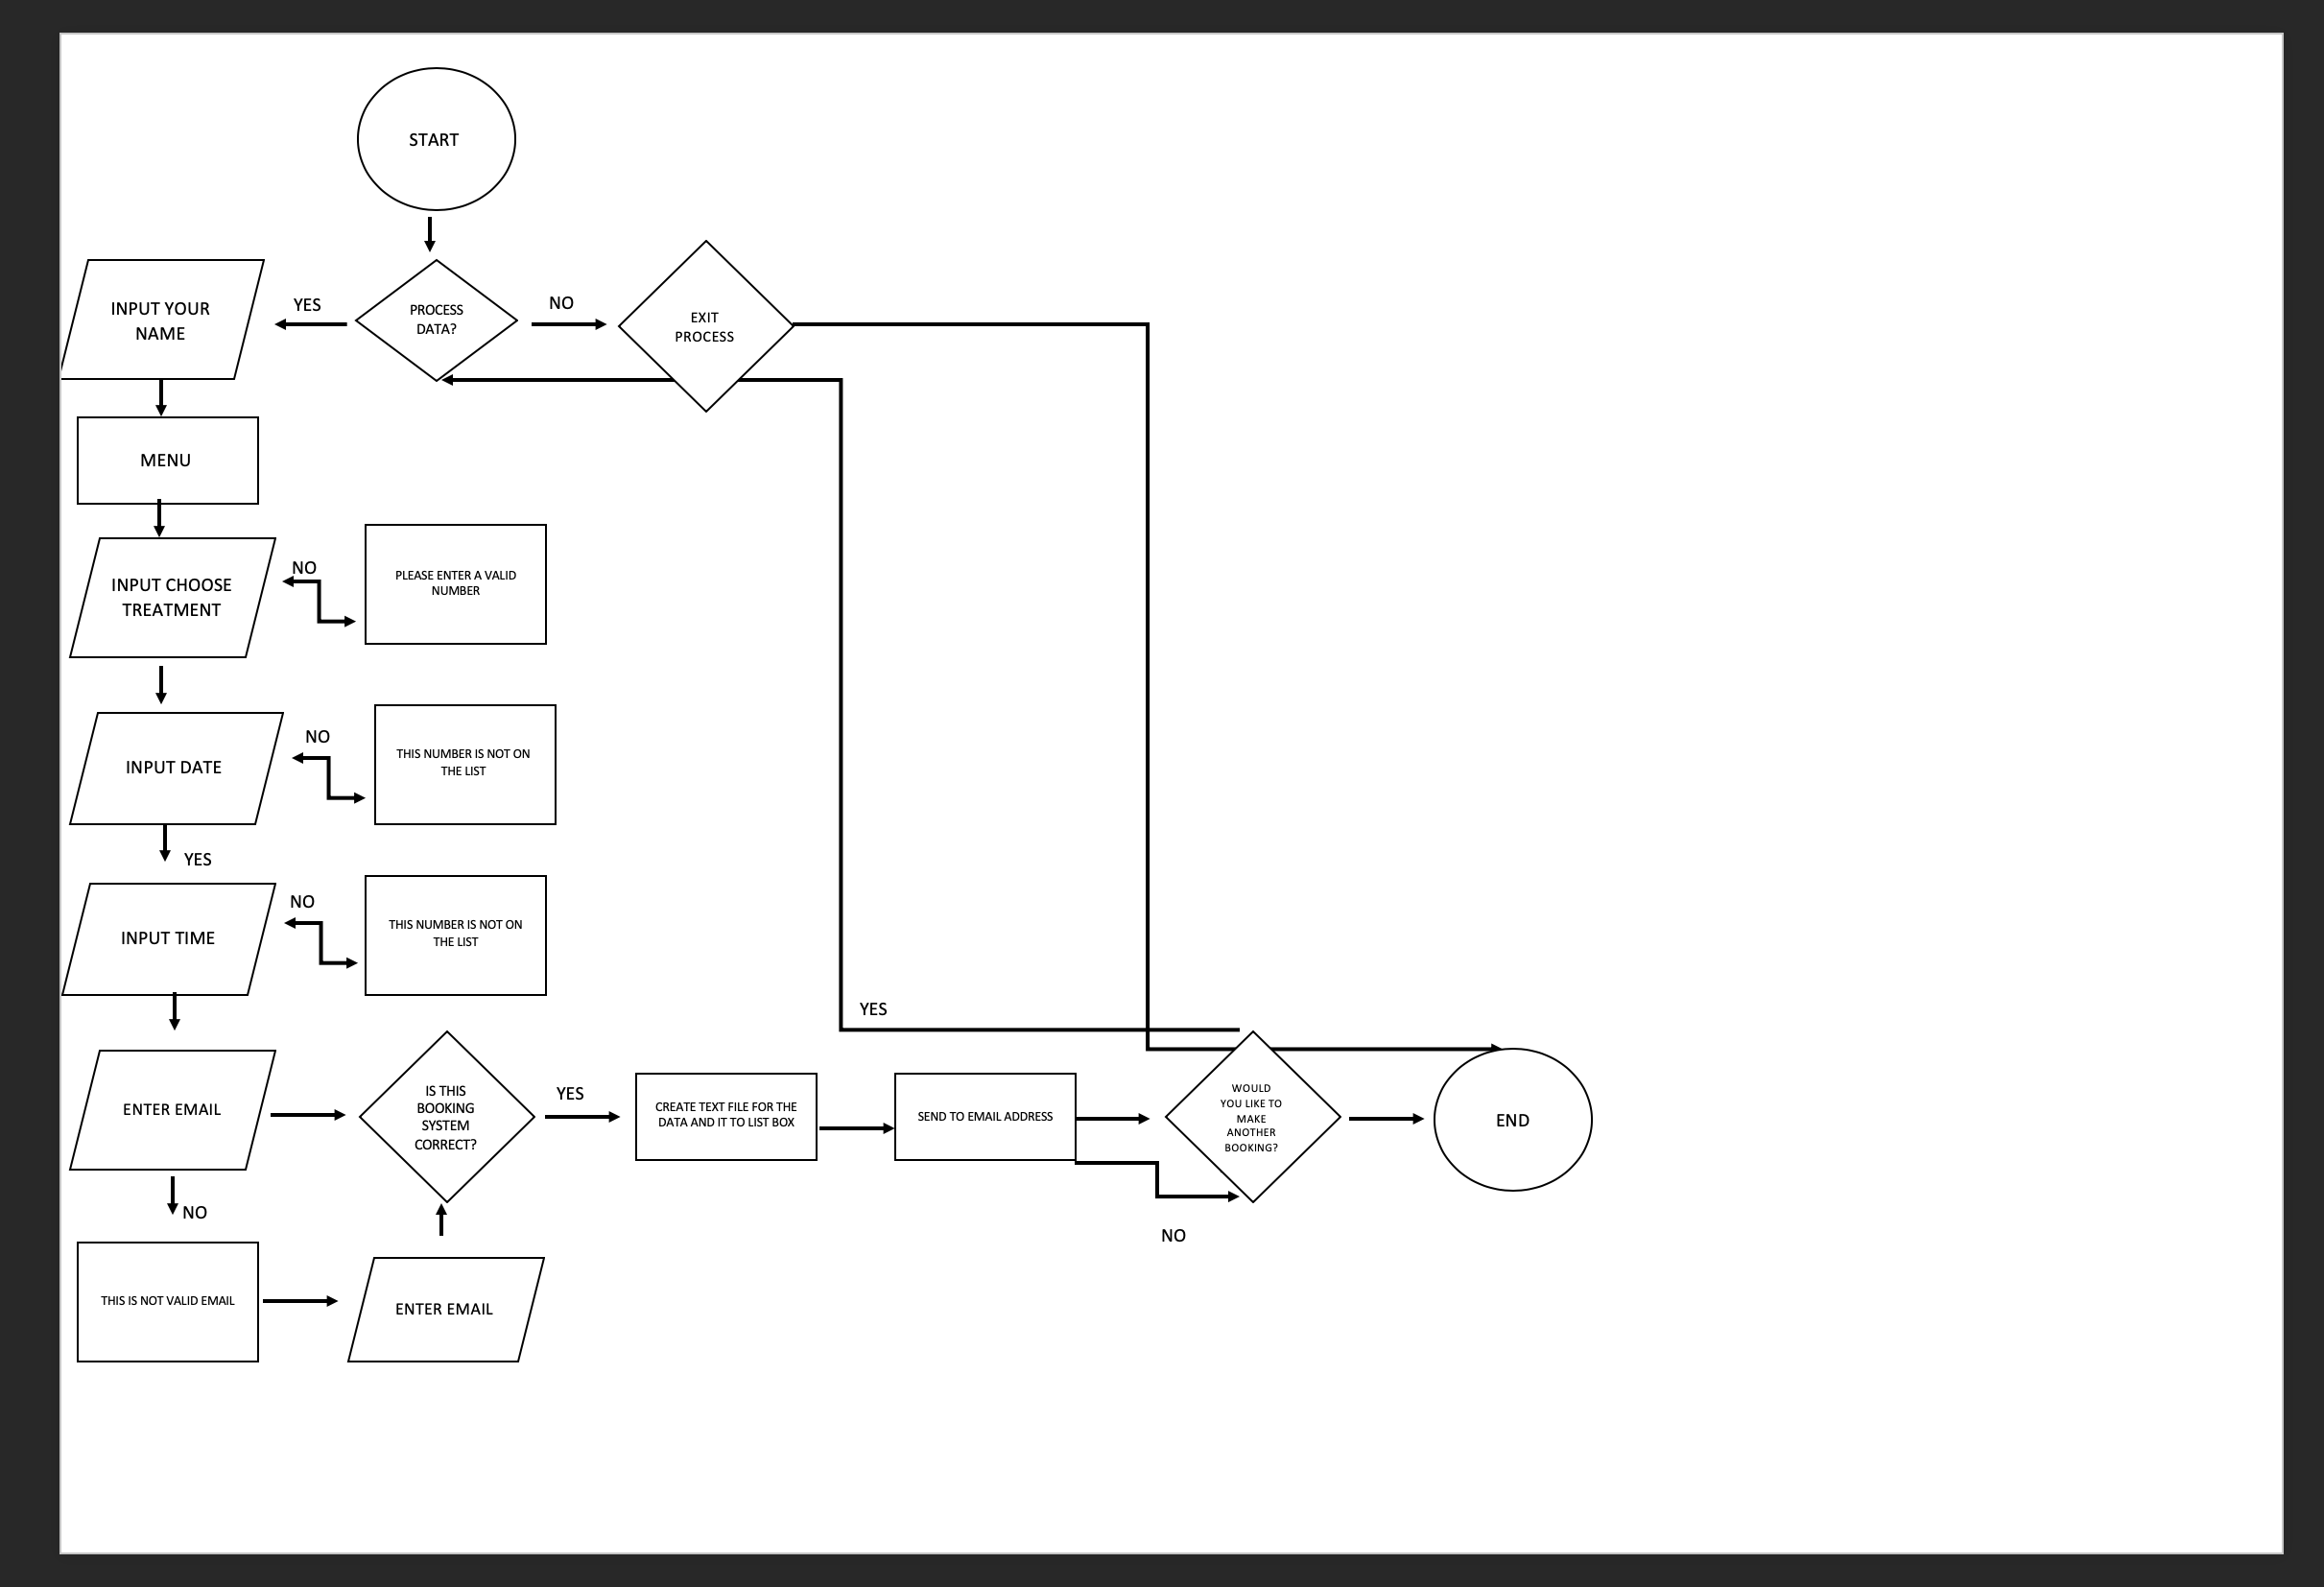 START
INPUT YOUR
NAME
YES
PROCESS
DATA?
NO
EXIT
PROCESS
MENU
INPUT CHOOSE
TREATMENT
NO
PLEASE ENTER A VALID
NUMBER
INPUT DATE
NO
THIS NUMBER IS NOT ON
THE LIST
YES
INPUT TIME
NO
THIS NUMBER IS NOT ON
THE LIST
YES
ENTER EMAIL
IS THIS
BOOKING
SYSTEM
CORRECT?
YES
CREATE TEXT FILE FOR THE
DATA AND IT TO LIST BOX
SEND TO EMAIL ADDRESS
WOULD
YOU LIKE TO
MAKE
ANOTHER
BOOKING?
END
NO
NO
THIS IS NOT VALID EMAIL
ENTER EMAIL